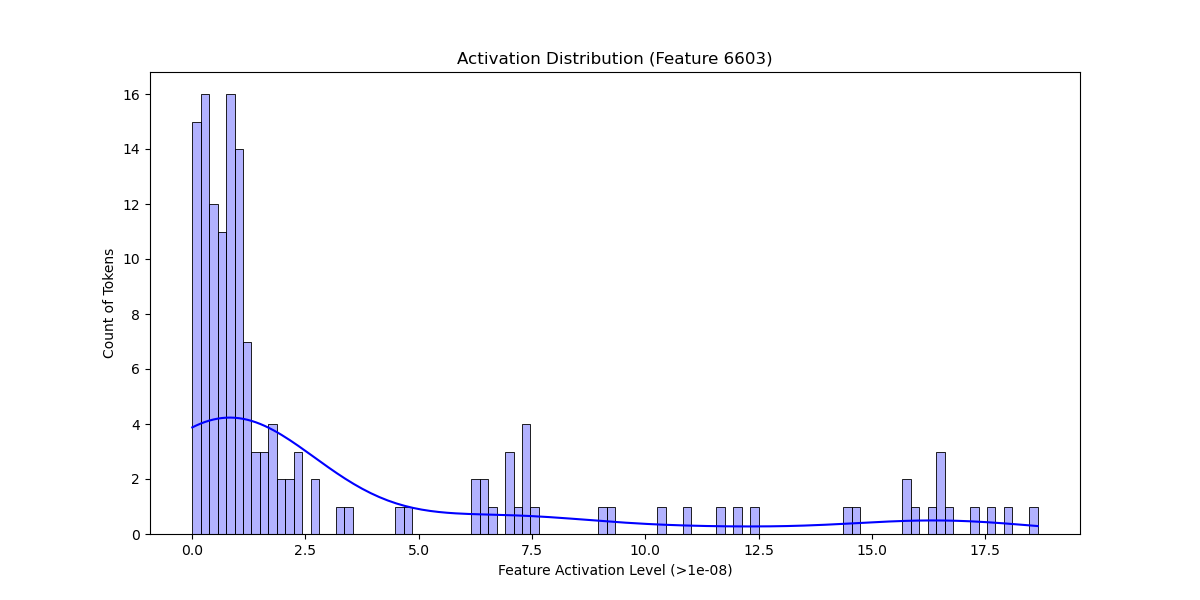 Activation Distribution (Feature 6603)
Count of Tokens
16
14
12
10
8
6
4
2
0
0.0 2.5 5.0 7.5 10.0 12.5 15.0 17.5
Feature Activation Level (>1e-08)